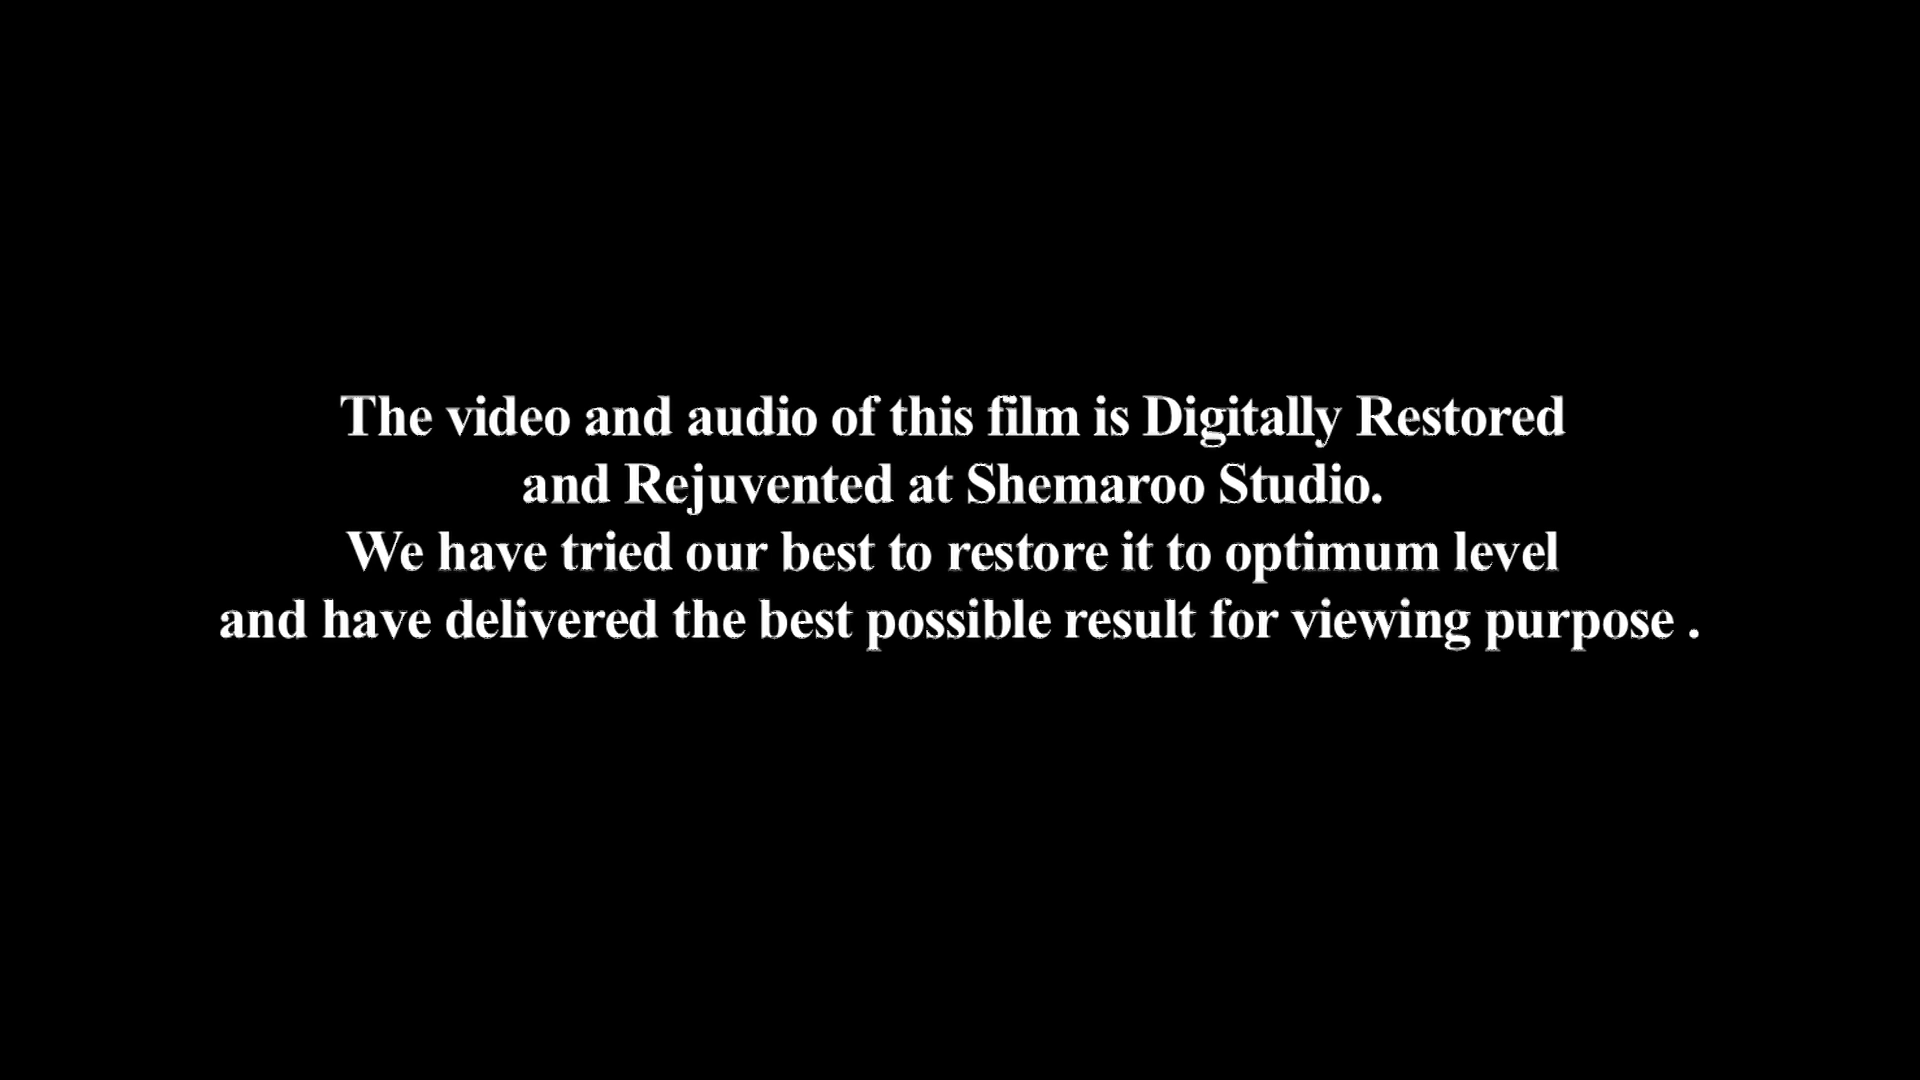 The video and audio of this film is Digitally Restored
and Rejuvented at Shemaroo Studio.
We have tried our best to restore it to optimum level
and have delivered the best possible result for viewing purpose .